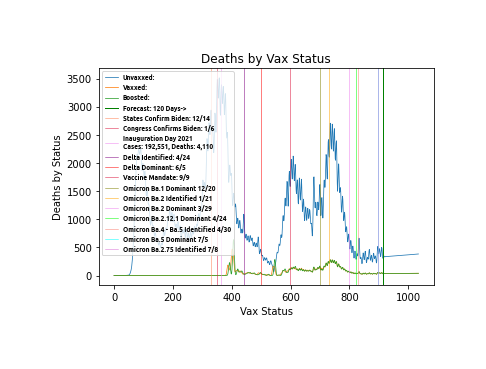 Deaths by Vax Status
Deaths by Status
3500
3000
2500
2000
1500
1000
500
0
Unvaxxed:
Vaxxed:
Boosted:
Forecast: 120 Days->
States Confirm Biden: 12/14
Congress Confirms Biden: 1/6
Inauguration Day 2021
Cases: 192,551, Deaths: 4,110
Delta Identified: 4/24
Delta Dominant: 6/5
Vaccine Mandate: 9/9
Omicron Ba.1 Dominant 12/20
Omicron Ba.2 Identified 1/21
Omicron Ba.2 Dominant 3/29
Omicron Ba.2.12.1 Dominant 4/24
Omicron Ba.4 - Ba.5 Identified 4/30
Omicron Ba,5 Dominant 7/5
Omicron Ba.2.75 Identified 7/8
0 200 400 600 800 1000
Vax Status